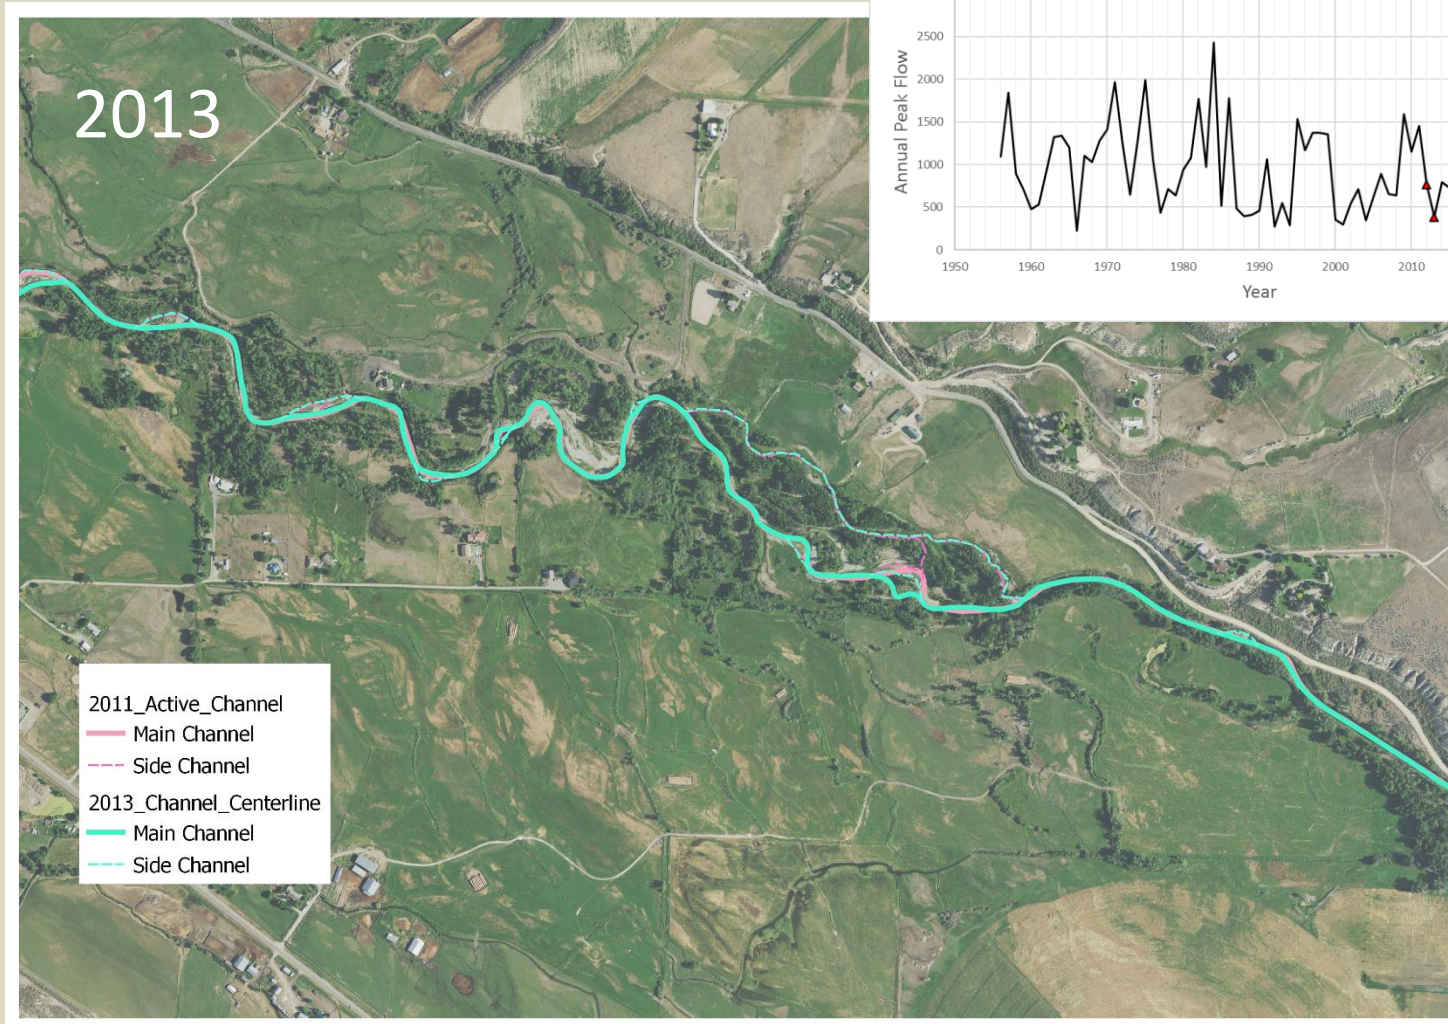 2013
2011_Active_Channel
Main Channel
Side Channel
2013_Channel_Centerline
Main Channel
Side Channel
Annual Peak Flow
2500
2000
1500
1000
500
0
1950 1960 1970 1980 1990 2000 2010
Year